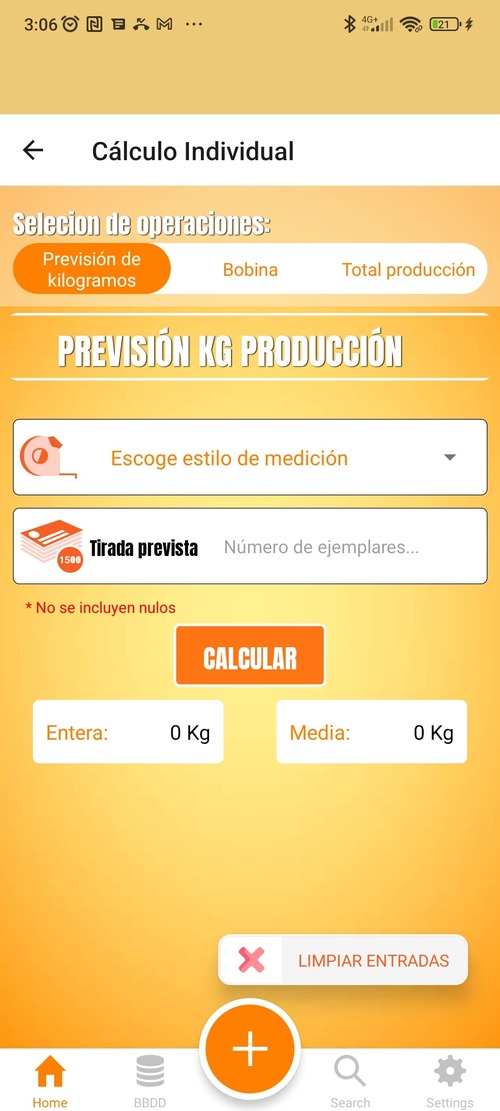 3:06
4G+
21
Cálculo Individual
Selecion de operaciones:
Previsión de
kilogramos
Bobina
Total producción
PREVISIÓN KG PRODUCCIÓN
Escoge estilo de medición
1500
Tirada prevista
Número de ejemplares...
* No se incluyen nulos
CALCULAR
Entera:
0 Kg
Media:
0 Kg
LIMPIAR ENTRADAS
Home
BBDD
Search
Settings